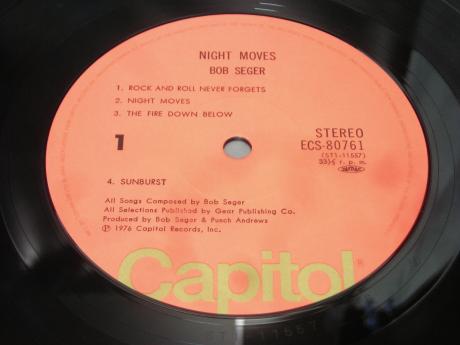 NIGHT MOVES
BOB SEGER
1. ROCK AND ROLL NEVER FORGETS
2. NIGHT MOVES
3. THE FIRE DOWN BELOW
1
STEREO
ECS-80761
(ST1-11557)
33⅓ r. p. m.
4. SUNBURST
All Songs Composed by Bob Seger
All Selections Published by Gear Publishing Co.
Produced by Bob Seger & Punch Andrews
Ⓟ 1976 Capitol Records, Inc.
Capitol®